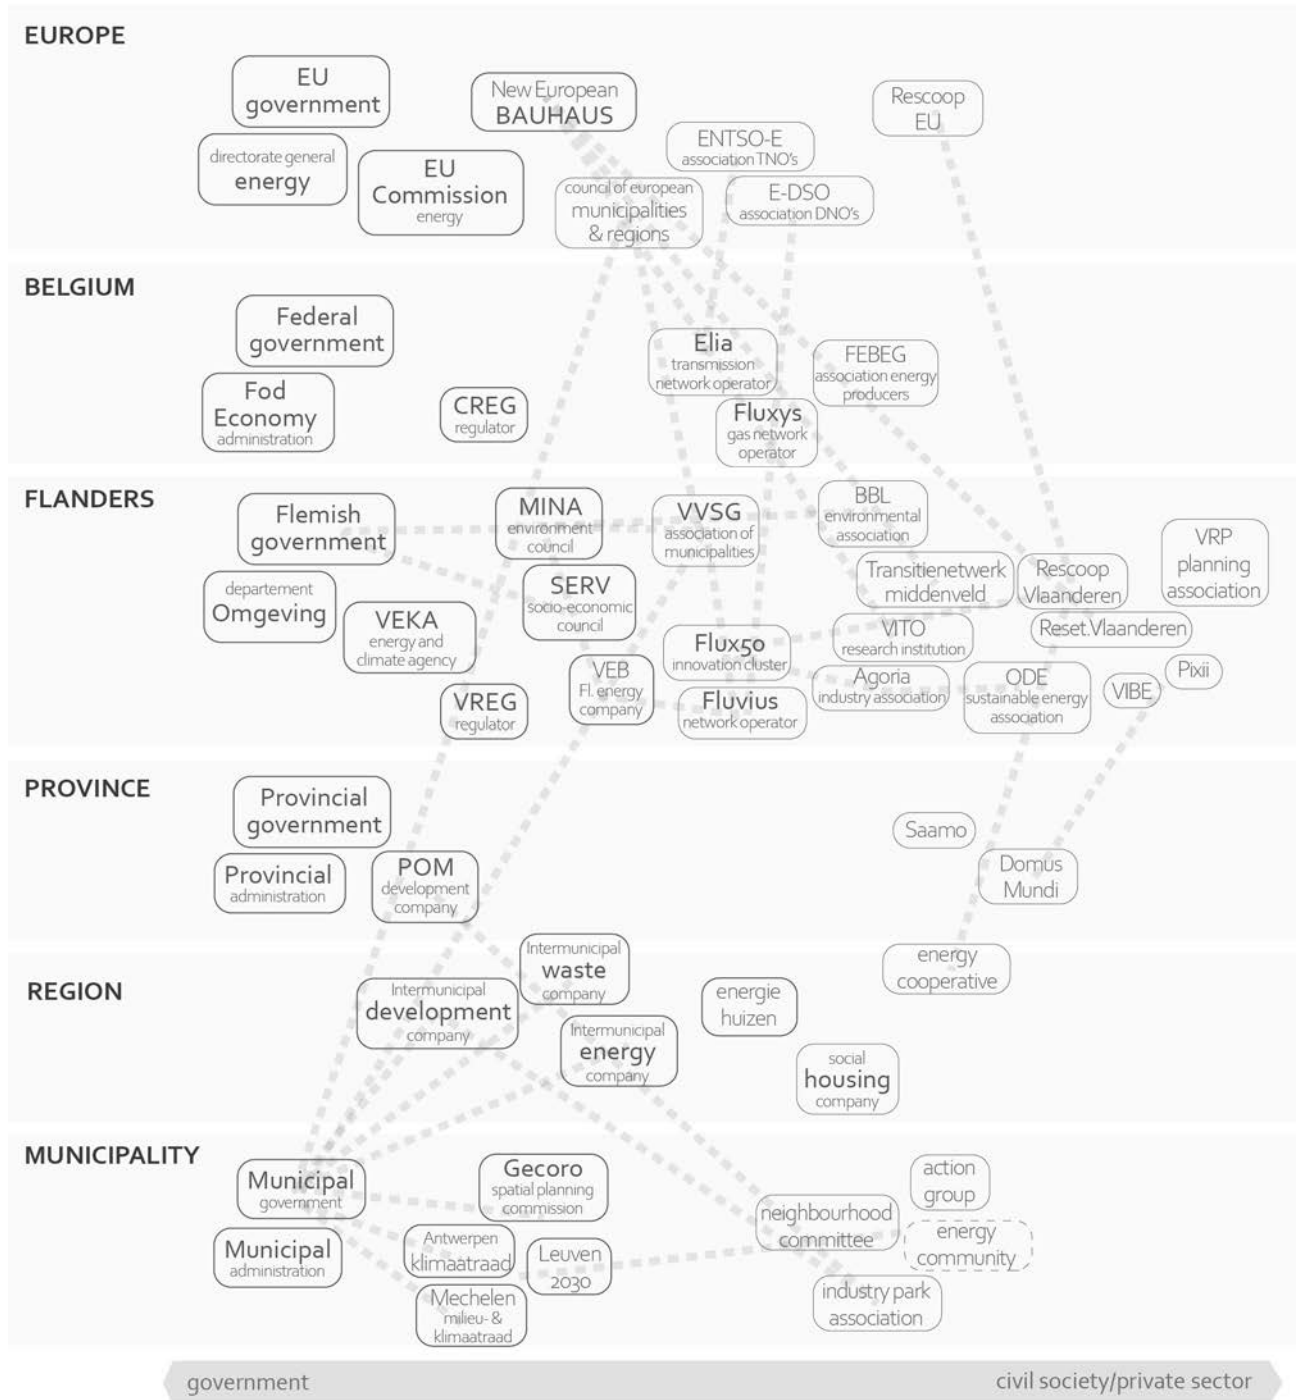 EUROPE
EU
government
directorate general
energy
EU
Commission
energy
New European
BAUHAUS
council of european
municipalities
& regions
ENTSO-E
association TNO's
E-DSO
association DNO's
Rescoop
EU
BELGIUM
Federal
government
Fod
Economy
administration
CREG
regulator
Elia
transmission
network operator
Fluxys
gas network
operator
FEBEG
association energy
producers
FLANDERS
Flemish
government
departement
Omgeving
VEKA
energy and
climate agency
VREG
regulator
MINA
environment
council
SERV
socio-economic
council
VEB
Fl. energy
company
VVSG
association of
municipalities
Flux50
innovation cluster
Fluvius
network operator
BBL
environmental
association
Transitienetwerk
middenveld
VITO
research institution
Agoria
industry association
Rescoop
Vlaanderen
Reset.Vlaanderen
ODE
sustainable energy
association
VRP
planning
association
VIBE
Pixii
PROVINCE
Provincial
government
Provincial
administration
POM
development
company
Saamo
Domus
Mundi
REGION
Intermunicipal
development
company
Intermunicipal
waste
company
Intermunicipal
energy
company
energie
huizen
social
housing
company
energy
cooperative
MUNICIPALITY
Municipal
government
Municipal
administration
Gecoro
spatial planning
commission
Antwerpen
klimaatraad
Leuven
2030
Mechelen
milieu- &
klimaatraad
neighbourhood
committee
action
group
energy
community
industry park
association
government
civil society/private sector